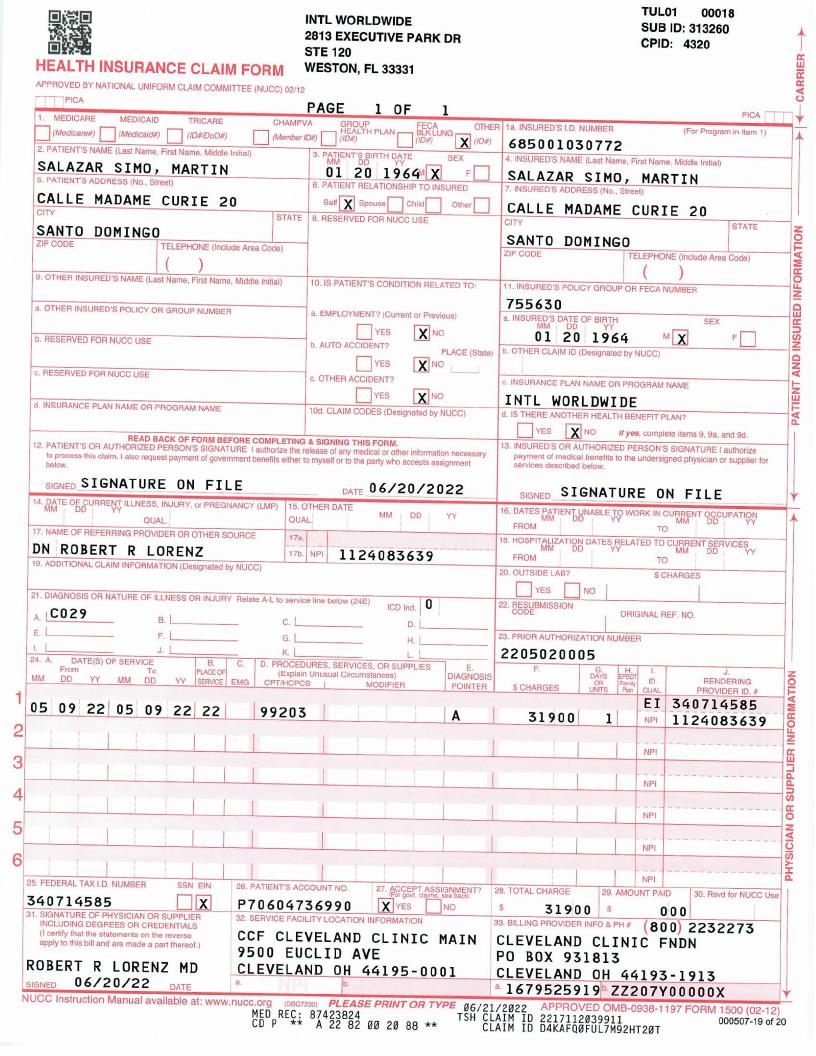 INTL WORLDWIDE
2813 EXECUTIVE PARK DR
STE 120
WESTON, FL 33331
TUL01 00018
SUB ID: 313260
CPID: 4320
HEALTH INSURANCE CLAIM FORM
APPROVED BY NATIONAL UNIFORM CLAIM COMMITTEE (NUCC) 02/12
PICA
PAGE 1 OF 1
PICA
CARRIER
1. MEDICARE MEDICAID TRICARE CHAMPVA GROUP HEALTH PLAN FECA BLK LUNG OTHER
(Medicare#) (Medicaid#) (ID#/DoD#) (Member ID#) (ID#) (ID#) X (ID#)
1a. INSURED'S I.D. NUMBER (For Program in Item 1)
685001030772
2. PATIENT'S NAME (Last Name, First Name, Middle Initial)
SALAZAR SIMO, MARTIN
3. PATIENT'S BIRTH DATE SEX
MM DD YY
01 20 1964 M X F
4. INSURED'S NAME (Last Name, First Name, Middle Initial)
SALAZAR SIMO, MARTIN
5. PATIENT'S ADDRESS (No., Street)
CALLE MADAME CURIE 20
6. PATIENT RELATIONSHIP TO INSURED
Self X Spouse Child Other
7. INSURED'S ADDRESS (No., Street)
CALLE MADAME CURIE 20
CITY STATE
SANTO DOMINGO
8. RESERVED FOR NUCC USE
CITY STATE
SANTO DOMINGO
ZIP CODE TELEPHONE (Include Area Code)
( )
ZIP CODE TELEPHONE (Include Area Code)
( )
9. OTHER INSURED'S NAME (Last Name, First Name, Middle Initial)
10. IS PATIENT'S CONDITION RELATED TO:
11. INSURED'S POLICY GROUP OR FECA NUMBER
755630
a. OTHER INSURED'S POLICY OR GROUP NUMBER
a. EMPLOYMENT? (Current or Previous)
YES X NO
a. INSURED'S DATE OF BIRTH SEX
MM DD YY
01 20 1964 M X F
b. RESERVED FOR NUCC USE
b. AUTO ACCIDENT? PLACE (State)
YES X NO
b. OTHER CLAIM ID (Designated by NUCC)
c. RESERVED FOR NUCC USE
c. OTHER ACCIDENT?
YES X NO
c. INSURANCE PLAN NAME OR PROGRAM NAME
INTL WORLDWIDE
d. INSURANCE PLAN NAME OR PROGRAM NAME
10d. CLAIM CODES (Designated by NUCC)
d. IS THERE ANOTHER HEALTH BENEFIT PLAN?
YES X NO If yes, complete items 9, 9a, and 9d.
READ BACK OF FORM BEFORE COMPLETING & SIGNING THIS FORM.
12. PATIENT'S OR AUTHORIZED PERSON'S SIGNATURE I authorize the release of any medical or other information necessary
to process this claim. I also request payment of government benefits either to myself or to the party who accepts assignment
below.
SIGNED SIGNATURE ON FILE DATE 06/20/2022
13. INSURED'S OR AUTHORIZED PERSON'S SIGNATURE I authorize
payment of medical benefits to the undersigned physician or supplier for
services described below.
SIGNED SIGNATURE ON FILE
PATIENT AND INSURED INFORMATION
14. DATE OF CURRENT ILLNESS, INJURY, or PREGNANCY (LMP)
MM DD YY
QUAL.
15. OTHER DATE
QUAL. MM DD YY
16. DATES PATIENT UNABLE TO WORK IN CURRENT OCCUPATION
MM DD YY MM DD YY
FROM TO
17. NAME OF REFERRING PROVIDER OR OTHER SOURCE
DN ROBERT R LORENZ
17a.
17b. NPI 1124083639
18. HOSPITALIZATION DATES RELATED TO CURRENT SERVICES
MM DD YY MM DD YY
FROM TO
19. ADDITIONAL CLAIM INFORMATION (Designated by NUCC)
20. OUTSIDE LAB? $ CHARGES
YES NO
21. DIAGNOSIS OR NATURE OF ILLNESS OR INJURY Relate A-L to service line below (24E) ICD Ind. 0
A. C029 B. C. D.
E. F. G. H.
I. J. K. L.
22. RESUBMISSION CODE ORIGINAL REF. NO.
23. PRIOR AUTHORIZATION NUMBER
2205020005
24. A. DATE(S) OF SERVICE B. C. D. PROCEDURES, SERVICES, OR SUPPLIES E. F. G. H. I. J.
From To PLACE OF (Explain Unusual Circumstances) DIAGNOSIS DAYS OR EPSDT Family ID. RENDERING
MM DD YY MM DD YY SERVICE EMG CPT/HCPCS MODIFIER POINTER $ CHARGES UNITS Plan QUAL. PROVIDER ID. #
EI 340714585
1 05 09 22 05 09 22 22 99203 A 31900 1 NPI 1124083639
2 NPI
3 NPI
4 NPI
5 NPI
6 NPI
25. FEDERAL TAX I.D. NUMBER SSN EIN
340714585 X
26. PATIENT'S ACCOUNT NO.
P70604736990
27. ACCEPT ASSIGNMENT?
(For govt. claims, see back)
X YES NO
28. TOTAL CHARGE
$ 31900
29. AMOUNT PAID
$ 000
30. Rsvd for NUCC Use
31. SIGNATURE OF PHYSICIAN OR SUPPLIER
INCLUDING DEGREES OR CREDENTIALS
(I certify that the statements on the reverse
apply to this bill and are made a part thereof.)
ROBERT R LORENZ MD
SIGNED 06/20/22 DATE
32. SERVICE FACILITY LOCATION INFORMATION
CCF CLEVELAND CLINIC MAIN
9500 EUCLID AVE
CLEVELAND OH 44195-0001
a. NPI b.
33. BILLING PROVIDER INFO & PH # (800) 2232273
CLEVELAND CLINIC FNDN
PO BOX 931813
CLEVELAND OH 44193-1913
a. 1679525919 b. ZZ207Y00000X
PHYSICIAN OR SUPPLIER INFORMATION
NUCC Instruction Manual available at: www.nucc.org (DBG7230) PLEASE PRINT OR TYPE 06/21/2022 APPROVED OMB-0938-1197 FORM 1500 (02-12)
MED REC: 87423824 TSH CLAIM ID 2217112039911 000507-19 of 20
CD P ** A 22 82 00 20 88 ** CLAIM ID D4KAFQ0FUL7M92HT20T